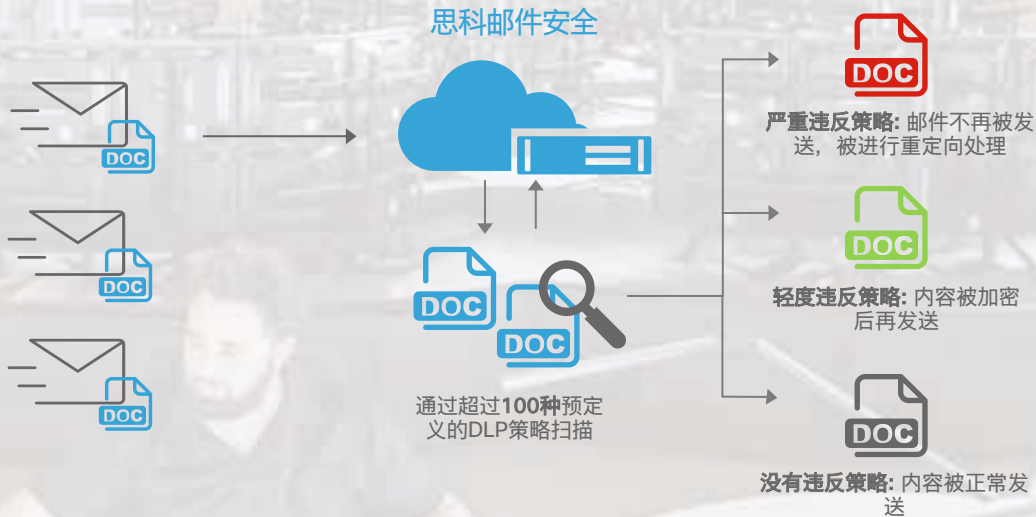 思科邮件安全
DOC
DOC
DOC
DOC
DOC
通过超过100种预定
义的DLP策略扫描
DOC
严重违反策略: 邮件不再被发
送，被进行重定向处理
DOC
轻度违反策略: 内容被加密
后再发送
DOC
没有违反策略: 内容被正常发
送